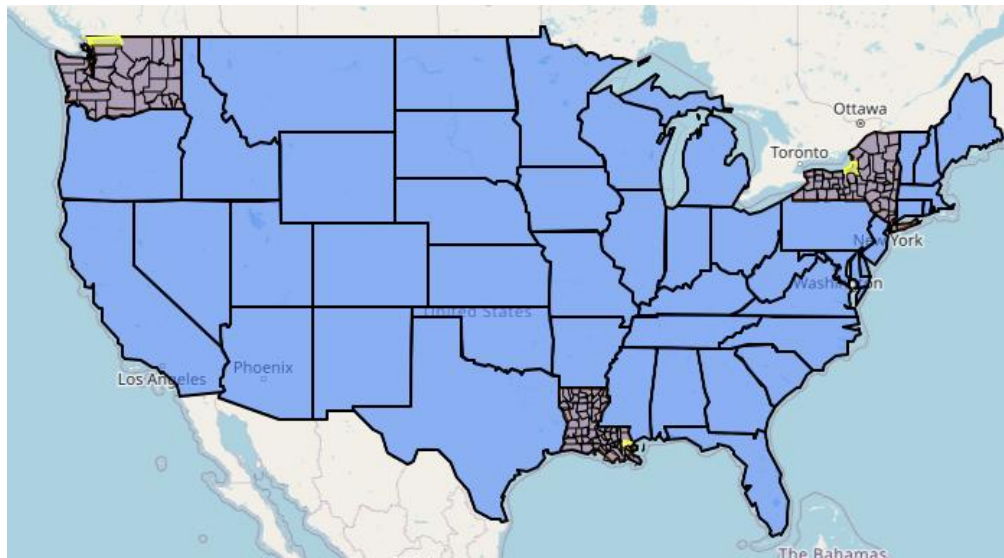 Ottawa
Toronto
New York
Washington
United States
Phoenix
Los Angeles
The Bahamas